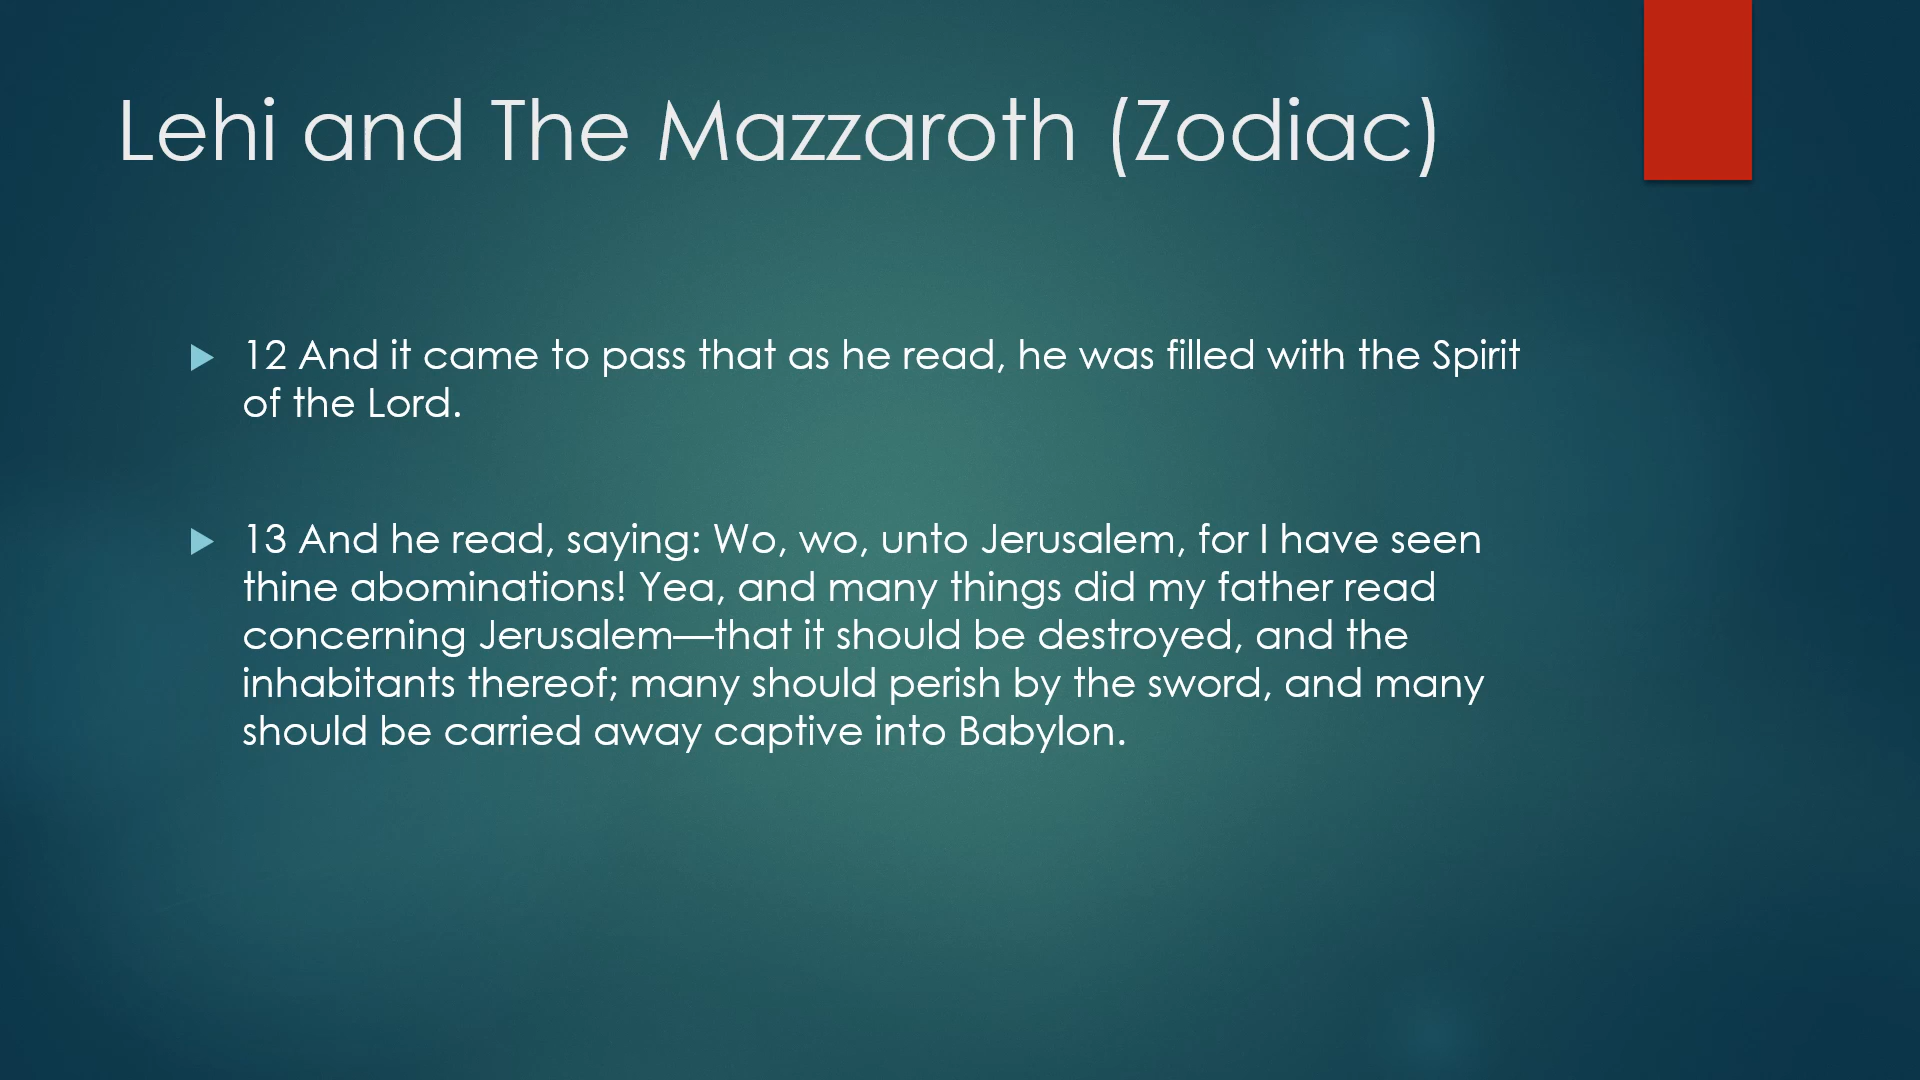 Lehi and The Mazzaroth (Zodiac)
12 And it came to pass that as he read, he was filled with the Spirit
of the Lord.
13 And he read, saying: Wo, wo, unto Jerusalem, for I have seen
thine abominations! Yea, and many things did my father read
concerning Jerusalem—that it should be destroyed, and the
inhabitants thereof; many should perish by the sword, and many
should be carried away captive into Babylon.